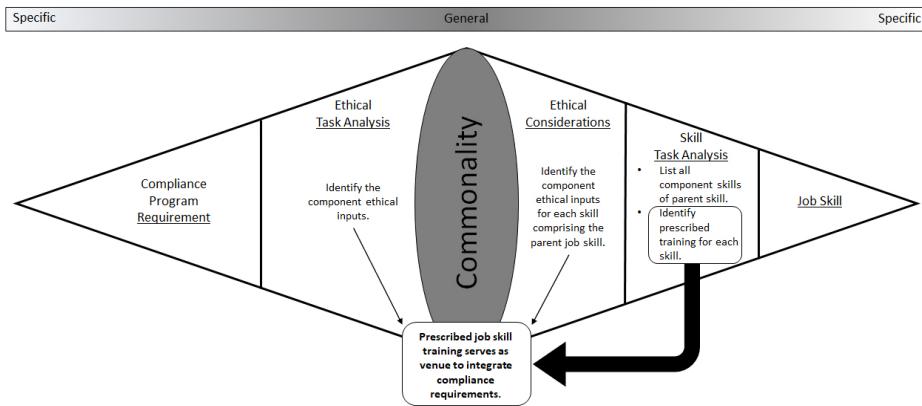 Specific
General
Specific
Compliance
Program
Requirement
Ethical
Task Analysis
Identify the
component ethical
inputs.
Commonality
Ethical
Considerations
Identify the
component
ethical inputs
for each skill
comprising the
parent job skill.
Skill
Task Analysis
• List all
component skills
of parent skill.
• Identify
prescribed
training for each
skill.
Job Skill
Prescribed job skill
training serves as
venue to integrate
compliance
requirements.